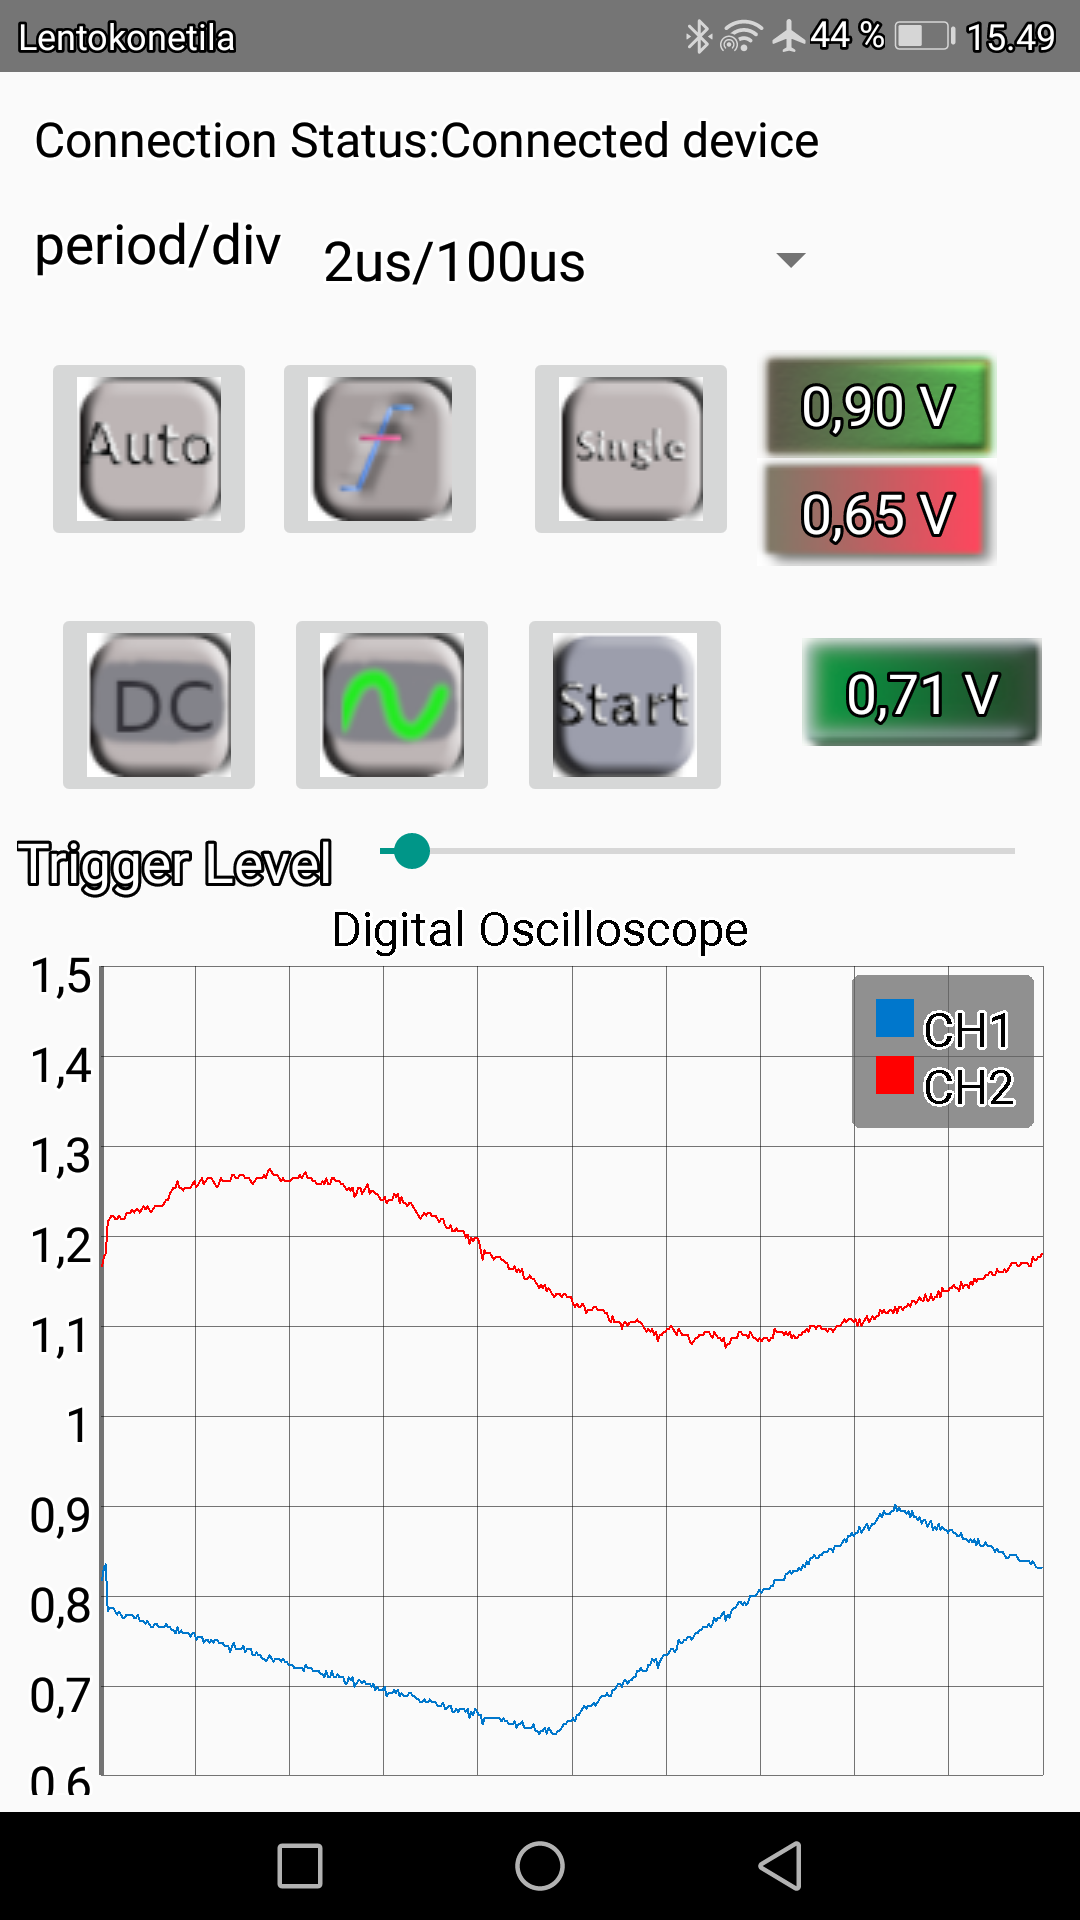 Lentokonetila 44 % 15.49
Connection Status:Connected device
period/div 2us/100us
Auto Single 0,90 V
0,65 V
DC Start 0,71 V
Trigger Level
Digital Oscilloscope
1,5
CH1
1,4
CH2
1,3
1,2
1,1
1
0,9
0,8
0,7
0,6